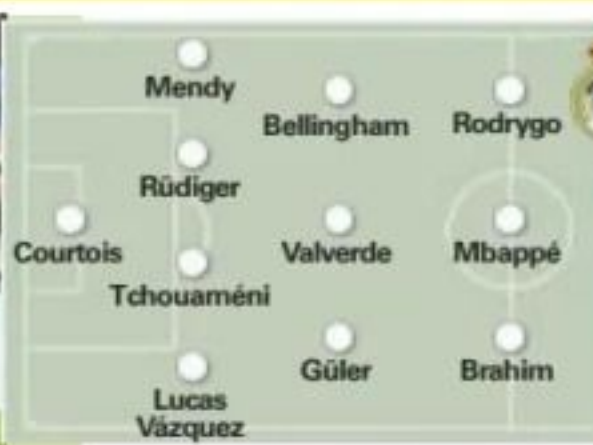 Mendy
Bellingham
Rodrygo
Rüdiger
Courtois
Valverde
Mbappé
Tchouaméni
Güler
Brahim
Lucas
Vázquez